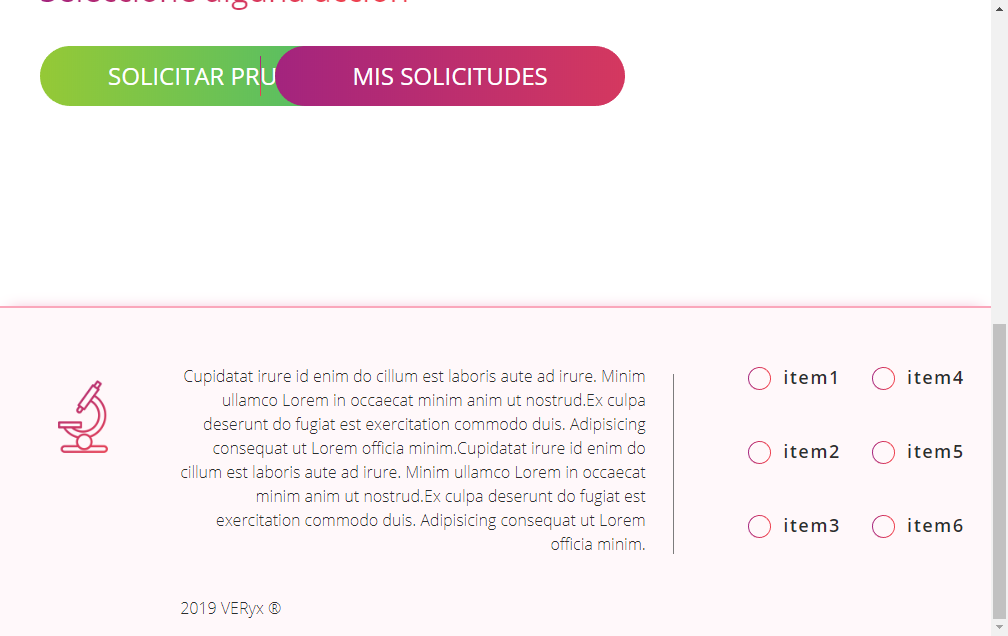 Seleccione alguna acción
SOLICITAR PRU
MIS SOLICITUDES
Cupidatat irure id enim do cillum est laboris aute ad irure. Minim
ullamco Lorem in occaecat minim anim ut nostrud.Ex culpa
deserunt do fugiat est exercitation commodo duis. Adipisicing
consequat ut Lorem officia minim.Cupidatat irure id enim do
cillum est laboris aute ad irure. Minim ullamco Lorem in occaecat
minim anim ut nostrud.Ex culpa deserunt do fugiat est
exercitation commodo duis. Adipisicing consequat ut Lorem
officia minim.
item1
item4
item2
item5
item3
item6
2019 VERyx ®